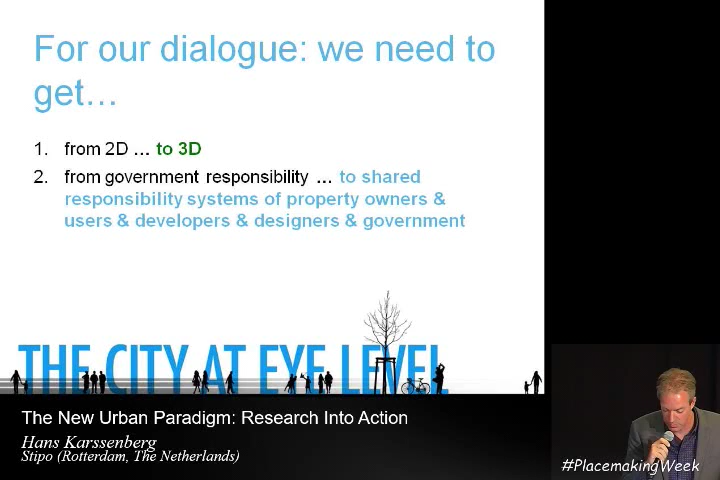 For our dialogue: we need to
get…
1. from 2D … to 3D
2. from government responsibility … to shared
responsibility systems of property owners &
users & developers & designers & government
THE CITY AT EYE LEVEL
The New Urban Paradigm: Research Into Action
Hans Karssenberg
Stipo (Rotterdam, The Netherlands)
#PlacemakingWeek